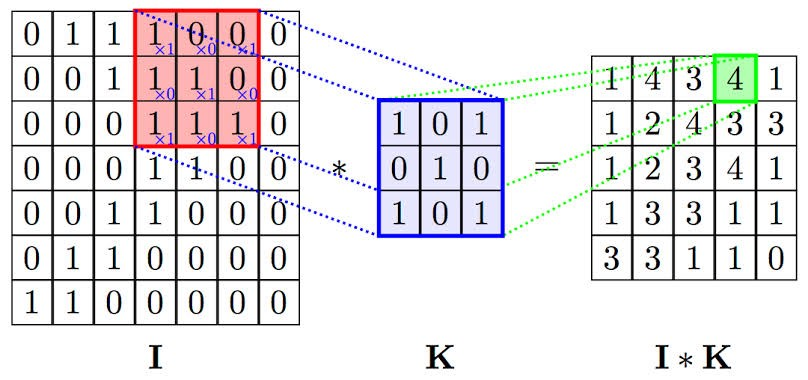 0 1 1 1 0 0 0
×1 ×0 ×1
0 0 1 1 1 0 0
×0 ×1 ×0
0 0 0 1 1 1 0
×1 ×0 ×1
0 0 0 1 1 0 0
0 0 1 1 0 0 0
0 1 1 0 0 0 0
1 1 0 0 0 0 0
I
*
1 0 1
0 1 0
1 0 1
K
=
1 4 3 4 1
1 2 4 3 3
1 2 3 4 1
1 3 3 1 1
3 3 1 1 0
I * K